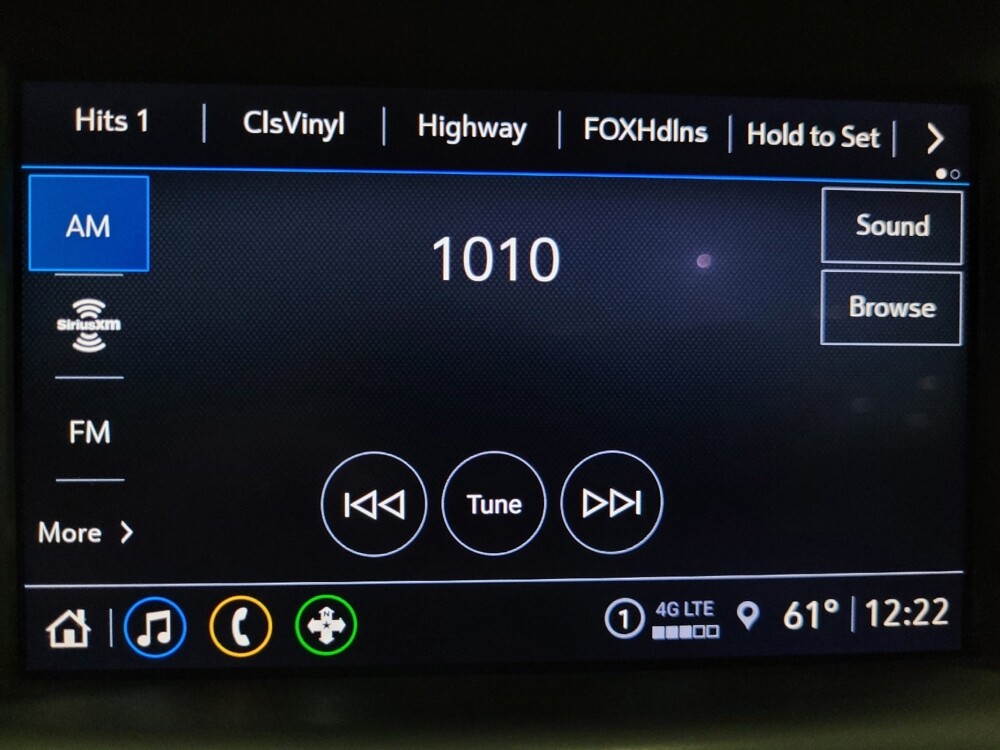 Hits 1 ClsVinyl Highway FOXHdlns Hold to Set
AM
1010
Sound
SiriusXM
Browse
FM
Tune
More
N
1 4G LTE 61° 12:22